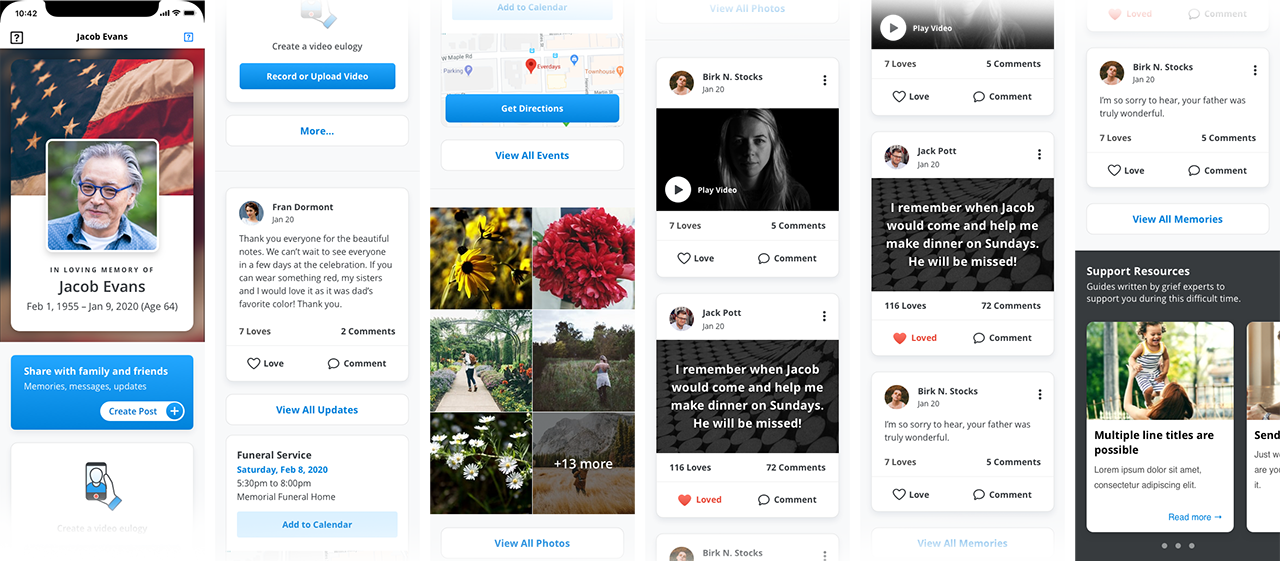 10:42
Jacob Evans
IN LOVING MEMORY OF
Jacob Evans
Feb 1, 1955 – Jan 9, 2020 (Age 64)
Share with family and friends
Memories, messages, updates
Create Post
Create a video eulogy
Create a video eulogy
Record or Upload Video
More...
Fran Dormont
Jan 20
Thank you everyone for the beautiful
notes. We can't wait to see everyone
in a few days at the celebration. If you
can wear something red, my sisters
and I would love it as it was dad's
favorite color! Thank you.
7 Loves 2 Comments
Love Comment
View All Updates
Funeral Service
Saturday, Feb 8, 2020
5:30pm to 8:00pm
Memorial Funeral Home
Add to Calendar
Add to Calendar
W Maple Rd
Parking
Everdays
Townhouse
Martin St
Get Directions
View All Events
+13 more
View All Photos
View All Photos
Birk N. Stocks
Jan 20
Play Video
7 Loves 5 Comments
Love Comment
Jack Pott
Jan 20
I remember when Jacob
would come and help me
make dinner on Sundays.
He will be missed!
116 Loves 72 Comments
Loved Comment
Birk N. Stocks
Jan 20
Play Video
7 Loves 5 Comments
Love Comment
Jack Pott
Jan 20
I remember when Jacob
would come and help me
make dinner on Sundays.
He will be missed!
116 Loves 72 Comments
Loved Comment
Birk N. Stocks
Jan 20
I'm so sorry to hear, your father was
truly wonderful.
7 Loves 5 Comments
Love Comment
View All Memories
Loved Comment
Birk N. Stocks
Jan 20
I'm so sorry to hear, your father was
truly wonderful.
7 Loves 5 Comments
Love Comment
View All Memories
Support Resources
Guides written by grief experts to
support you during this difficult time.
Multiple line titles are
possible
Lorem ipsum dolor sit amet,
consectetur adipiscing elit.
Read more →
Send
Just w
are you
it.